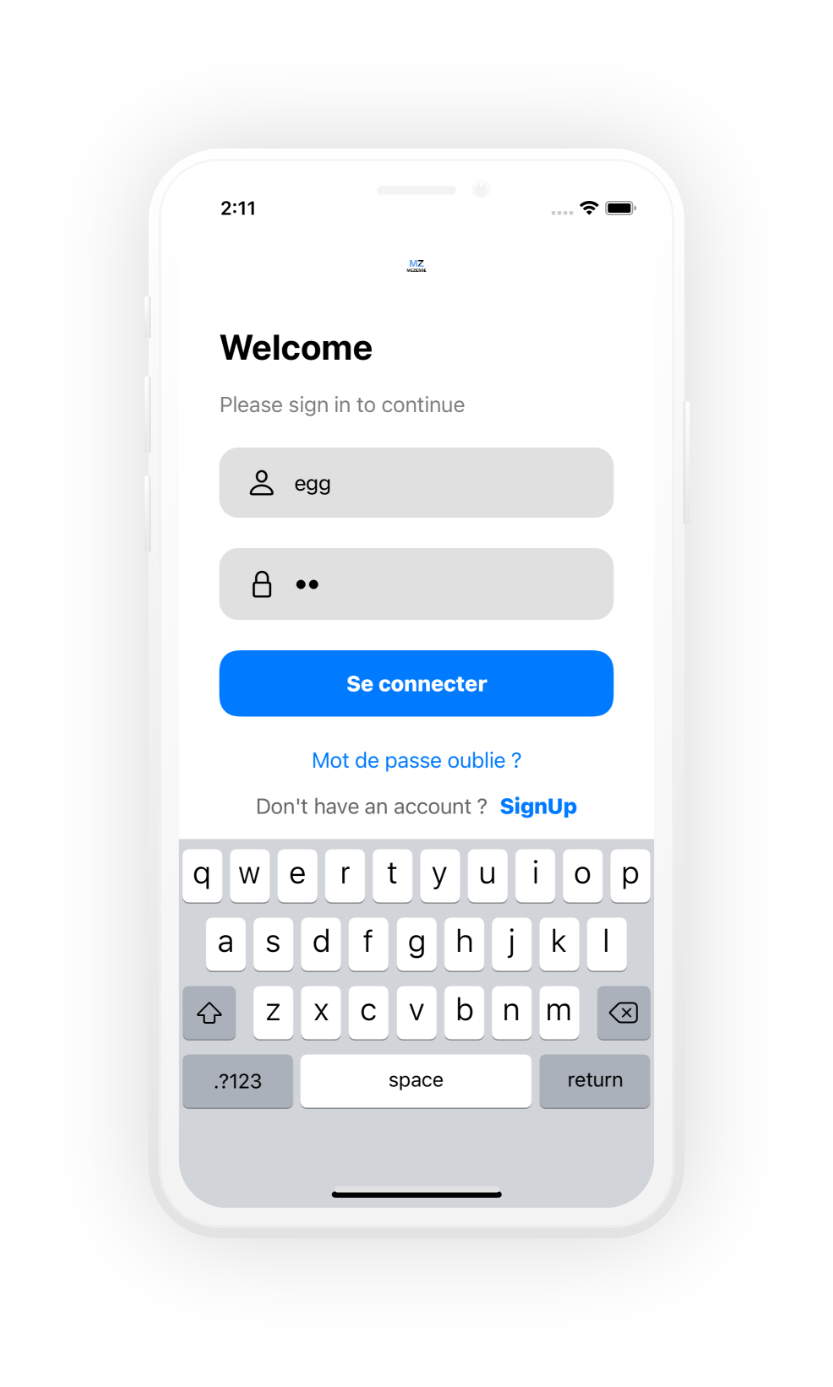 2:11
MZ
MEZESSE
Welcome
Please sign in to continue
egg
Se connecter
Mot de passe oublie ?
Don't have an account ? SignUp
q w e r t y u i o p
a s d f g h j k l
z x c v b n m
.?123 space return